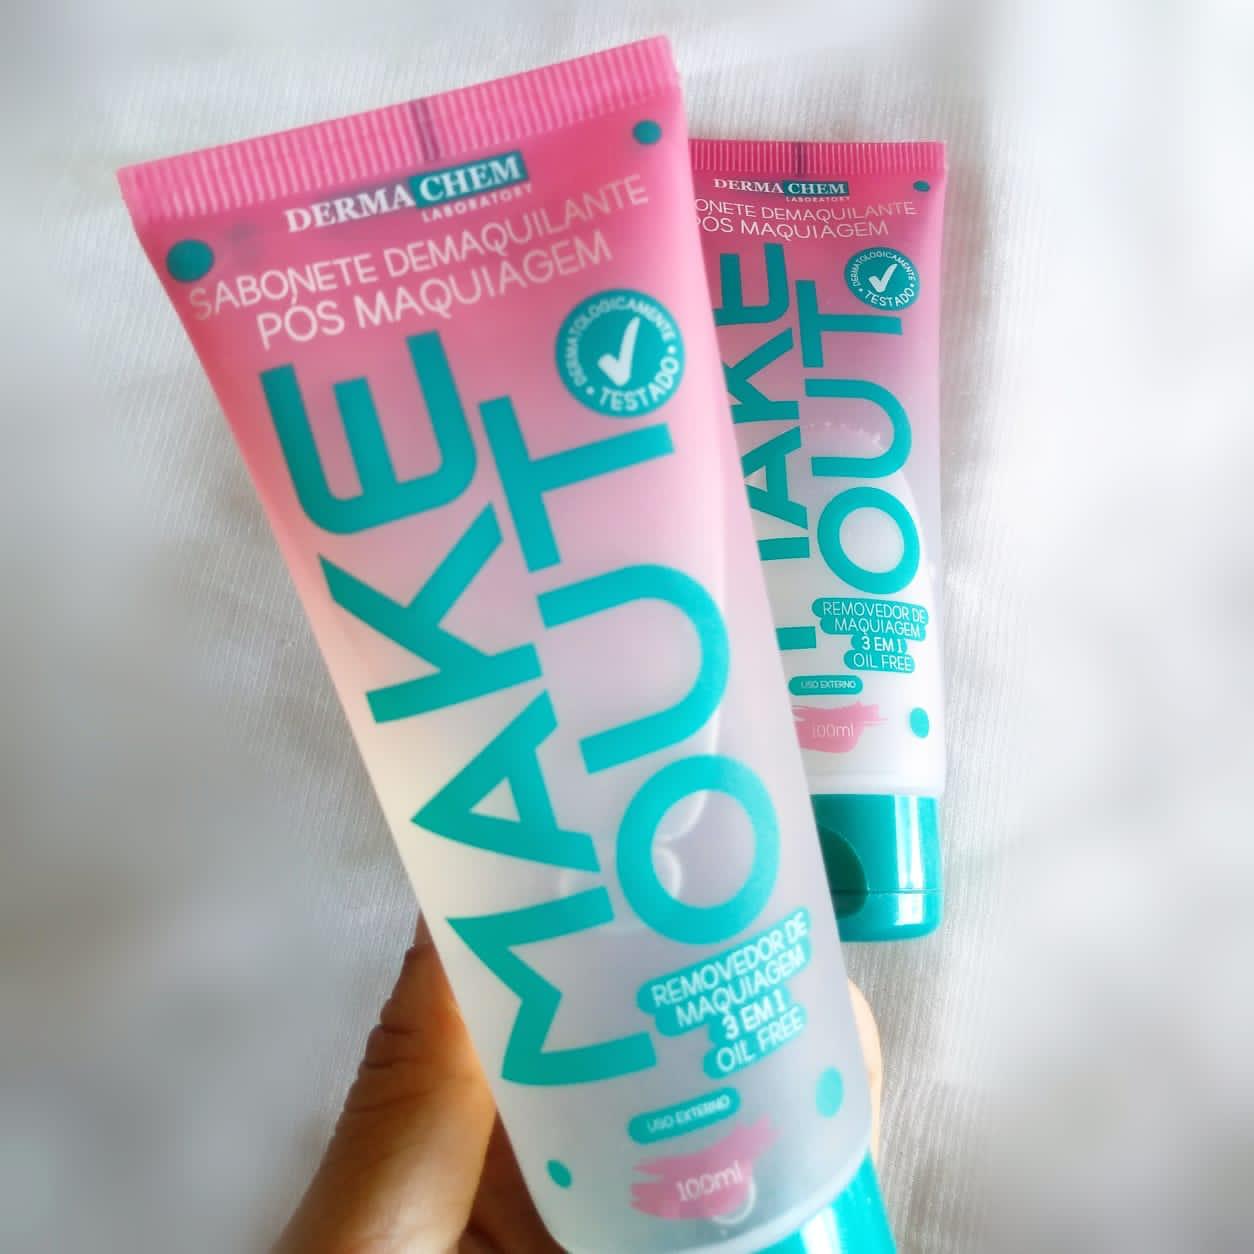 DERMA CHEM
LABORATORY
SABONETE DEMAQUILANTE
PÓS MAQUIAGEM
DERMATOLOGICAMENTE
TESTADO
MAKE
OUT
REMOVEDOR DE
MAQUIAGEM
3 EM 1
OIL FREE
USO EXTERNO
100ml
DERMA CHEM
LABORATORY
DEMAQUILANTE
MAQUIAGEM
DERMATOLOGICAMENTE
TESTADO
MAKE
OUT
REMOVEDOR DE
MAQUIAGEM
3 EM 1
OIL FREE
USO EXTERNO
100ml